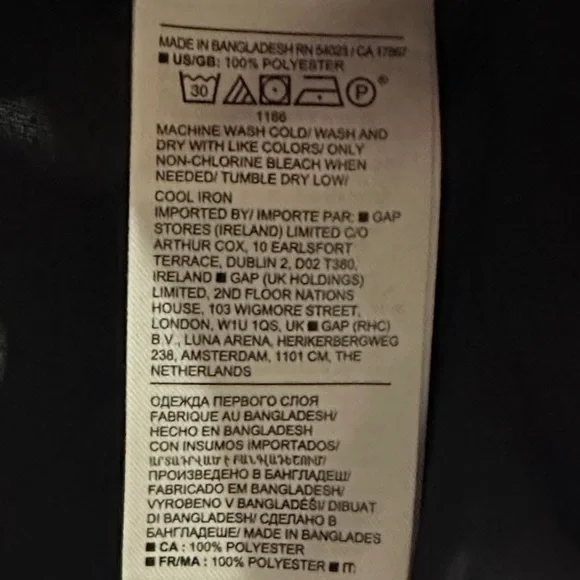 MADE IN BANGLADESH RN 54023 / CA 17897
■ US/GB: 100% POLYESTER
30 P ®
1186
MACHINE WASH COLD/ WASH AND
DRY WITH LIKE COLORS/ ONLY
NON-CHLORINE BLEACH WHEN
NEEDED/ TUMBLE DRY LOW/
COOL IRON
IMPORTED BY/ IMPORTE PAR: ■ GAP
STORES (IRELAND) LIMITED C/O
ARTHUR COX, 10 EARLSFORT
TERRACE, DUBLIN 2, D02 T380,
IRELAND ■ GAP (UK HOLDINGS)
LIMITED, 2ND FLOOR NATIONS
HOUSE, 103 WIGMORE STREET,
LONDON, W1U 1QS, UK ■ GAP (RHC)
B.V., LUNA ARENA, HERIKERBERGWEG
238, AMSTERDAM, 1101 CM, THE
NETHERLANDS
ОДЕЖДА ПЕРВОГО СЛОЯ
FABRIQUE AU BANGLADESH/
HECHO EN BANGLADESH
CON INSUMOS IMPORTADOS/
ПРОИЗВЕДЕНО В БАНГЛАДЕШ/
FABRICADO EM BANGLADESH/
VYROBENO V BANGLADÉŠI/ DIBUAT
DI BANGLADESH/ СДЕЛАНО В
БАНГЛАДЕШЕ/ MADE IN BANGLADES
■ CA : 100% POLYESTER
■ FR/MA : 100% POLYESTER ■ IT: